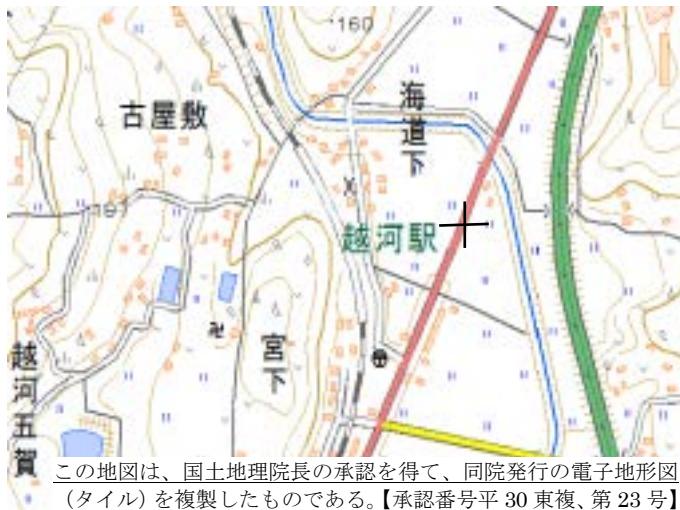 160
海道下
古屋敷
191
越河駅
宮下
越河五賀
この地図は、国土地理院長の承認を得て、同院発行の電子地形図
（タイル）を複製したものである。【承認番号平 30 東複、第 23 号】